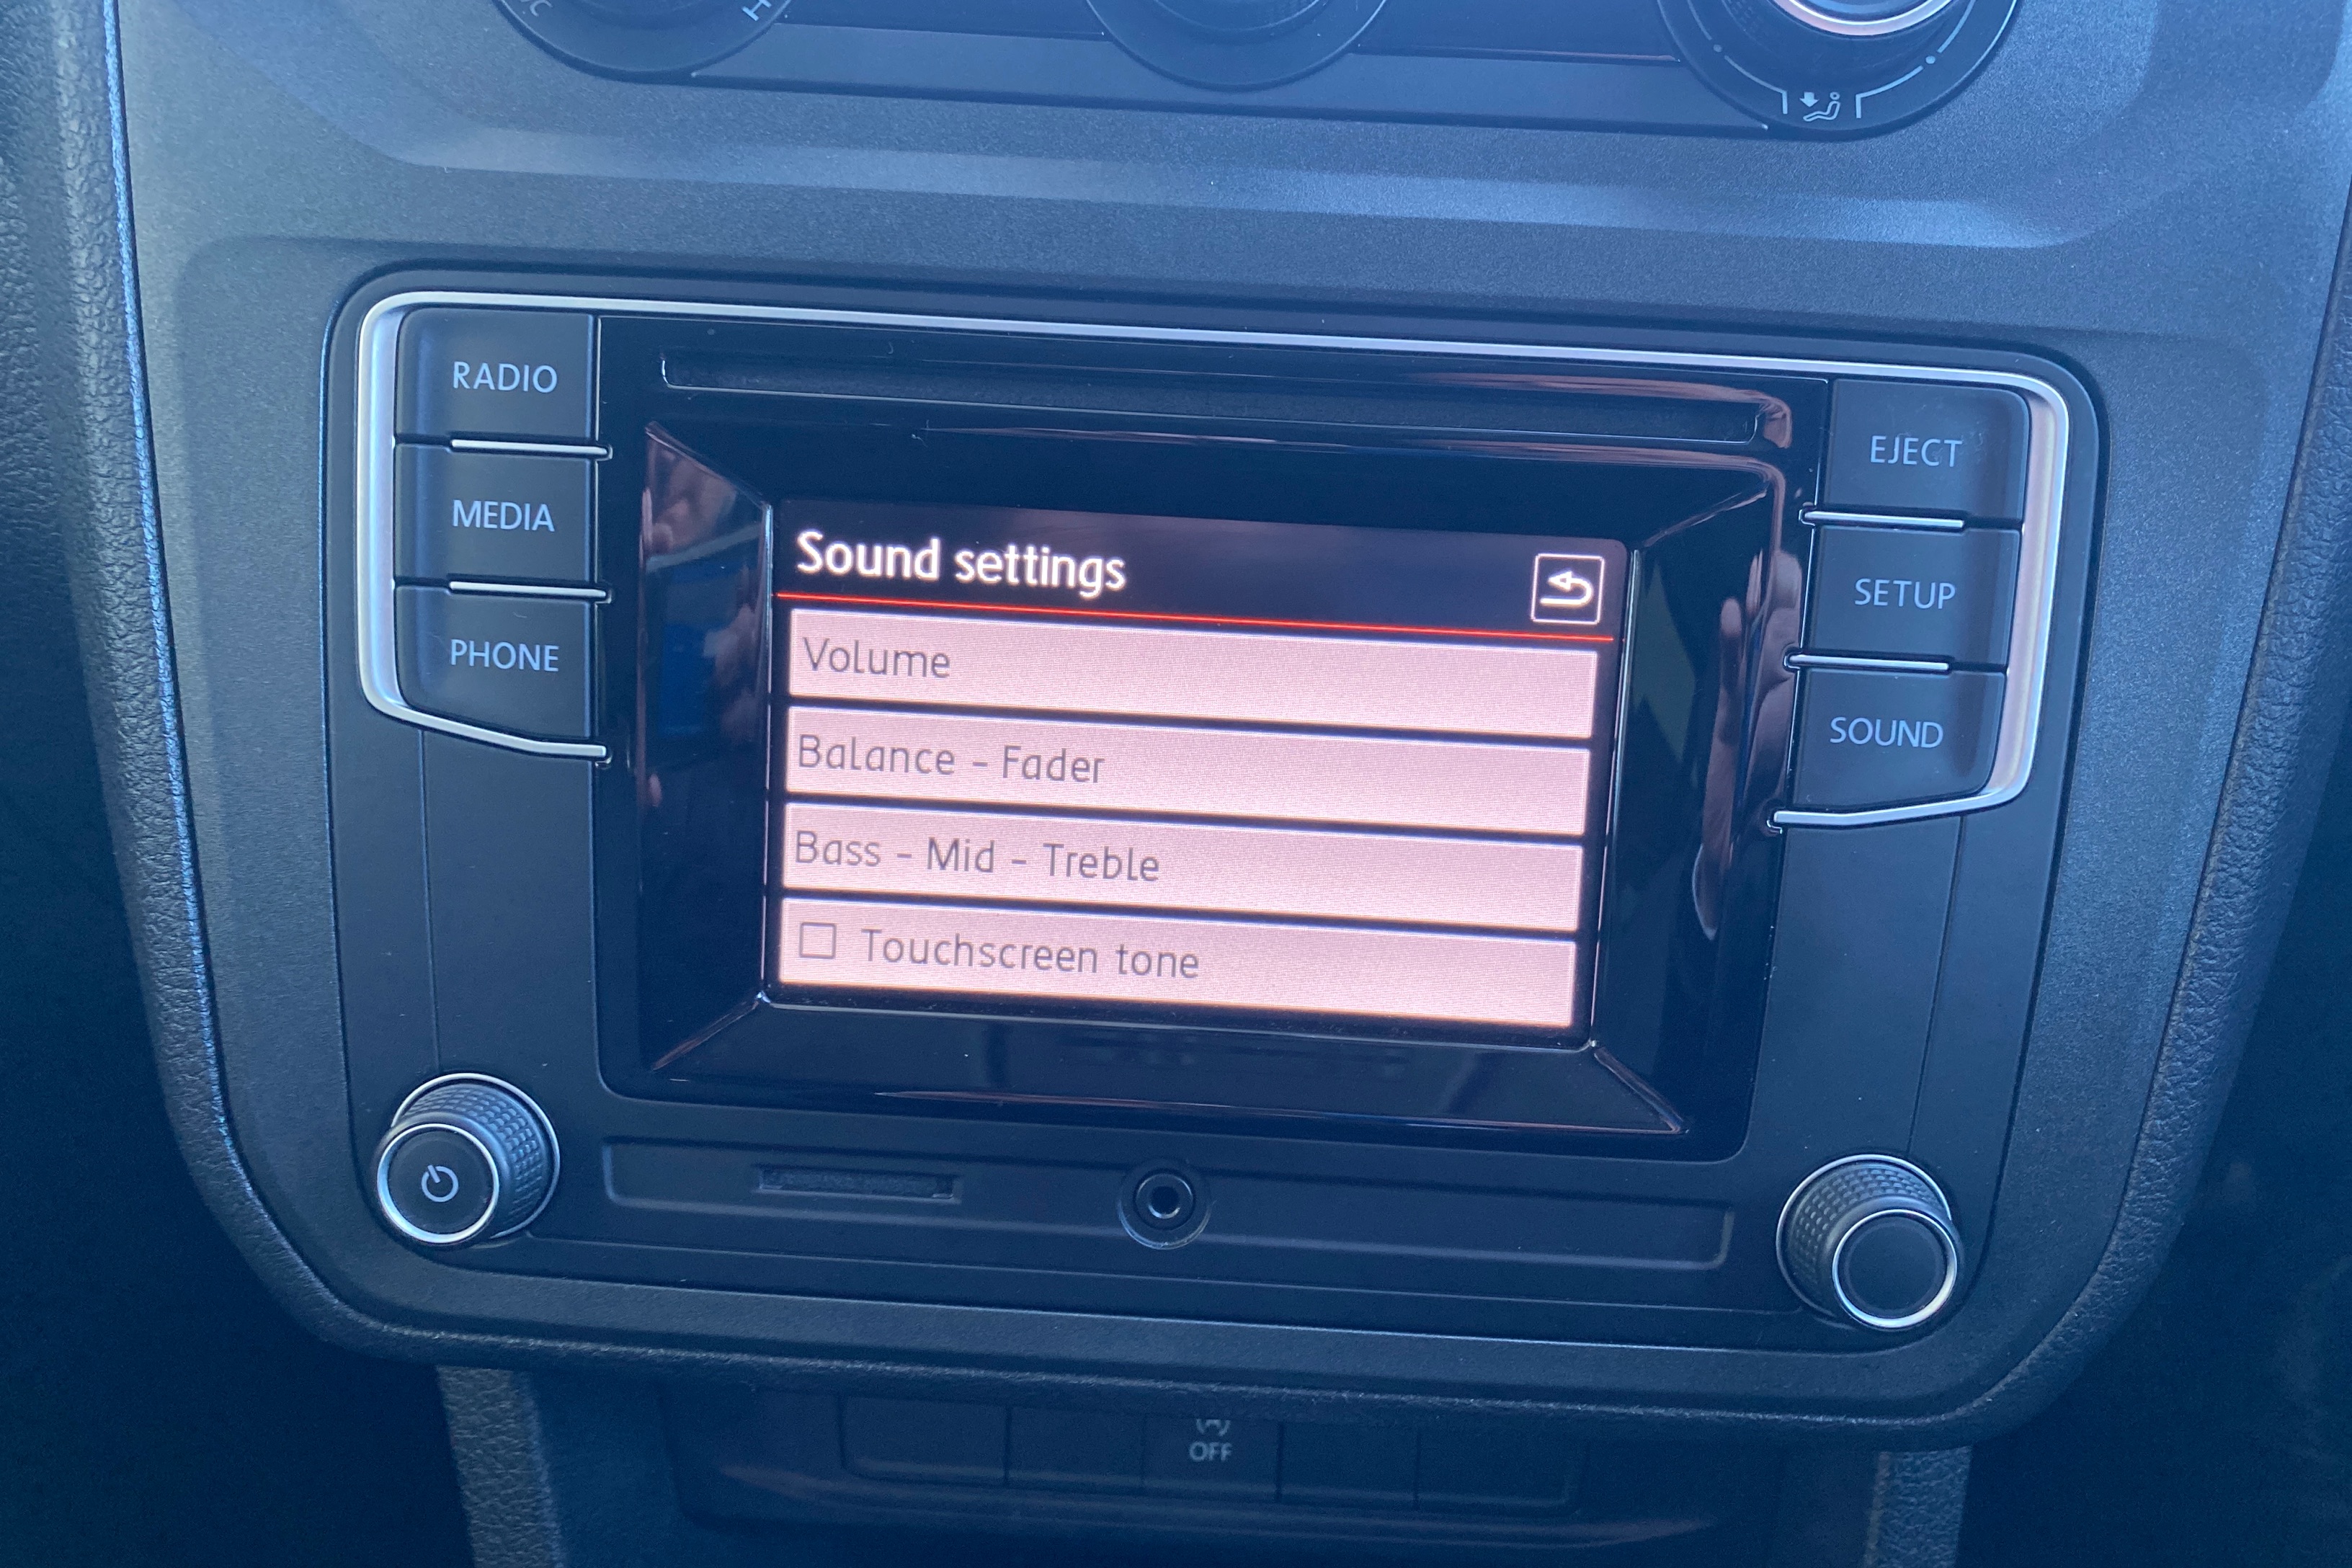 RADIO
MEDIA
PHONE
EJECT
SETUP
SOUND
Sound settings
Volume
Balance - Fader
Bass - Mid - Treble
Touchscreen tone
(A)
OFF